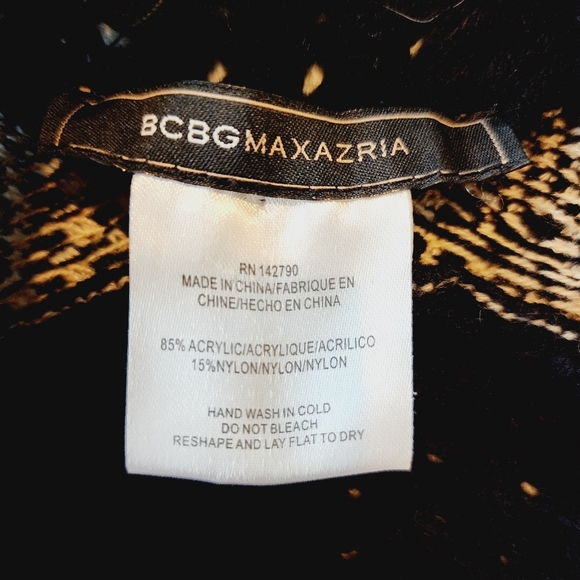 BCBGMAXAZRIA
RN 142790
MADE IN CHINA/FABRIQUE EN
CHINE/HECHO EN CHINA
85% ACRYLIC/ACRYLIQUE/ACRILICO
15%NYLON/NYLON/NYLON
HAND WASH IN COLD
DO NOT BLEACH
RESHAPE AND LAY FLAT TO DRY